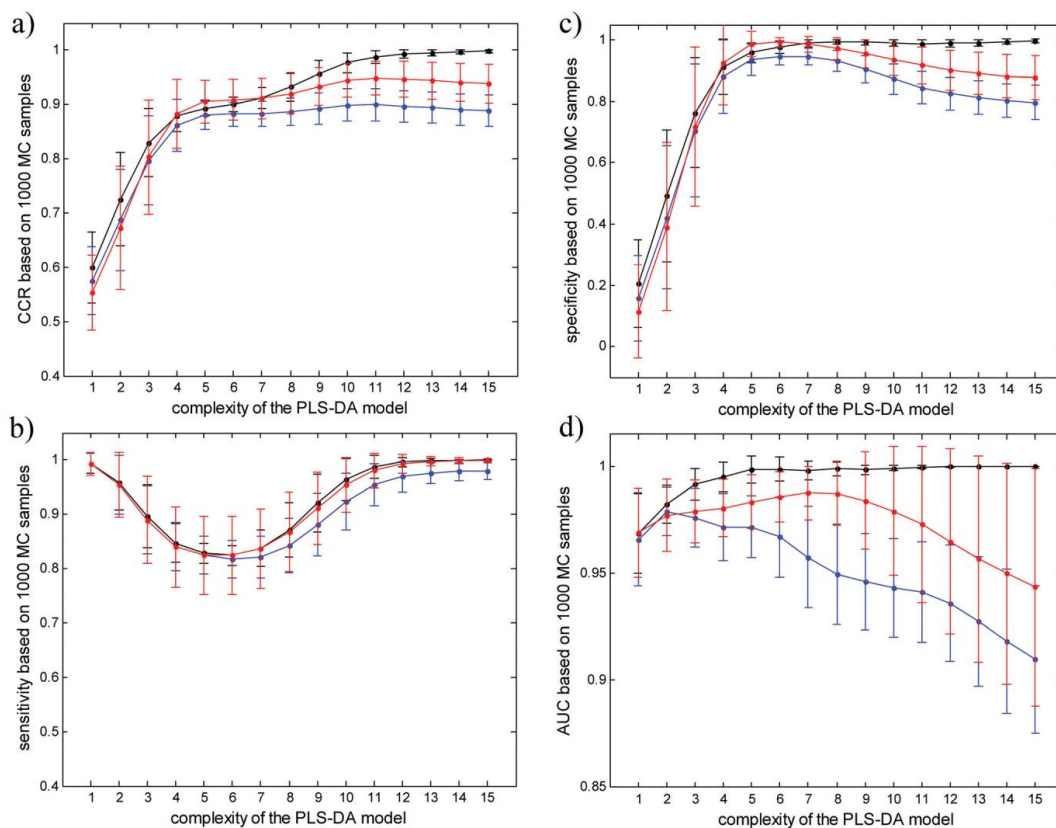 a)
CCR based on 1000 MC samples
1
0.9
0.8
0.7
0.6
0.5
0.4
1 2 3 4 5 6 7 8 9 10 11 12 13 14 15
complexity of the PLS-DA model
c)
specificity based on 1000 MC samples
1
0.8
0.4
0.2
0
1 2 3 4 5 6 7 8 9 10 11 12 13 14 15
complexity of the PLS-DA model
b)
sensitivity based on 1000 MC samples
1
0.9
0.8
0.7
0.6
0.5
0.4
1 2 3 4 5 6 7 8 9 10 11 12 13 14 15
complexity of the PLS-DA model
d)
AUC based on 1000 MC samples
1
0.95
0.9
0.85
1 2 3 4 5 6 7 8 9 10 11 12 13 14 15
complexity of the PLS-DA model